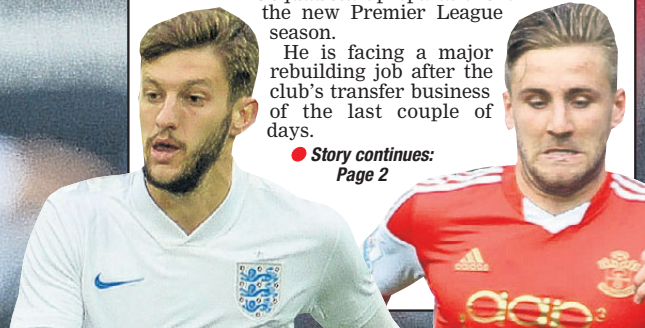 the new Premier League
season.
He is facing a major
rebuilding job after the
club's transfer business
of the last couple of
days.
Story continues:
Page 2
aap3